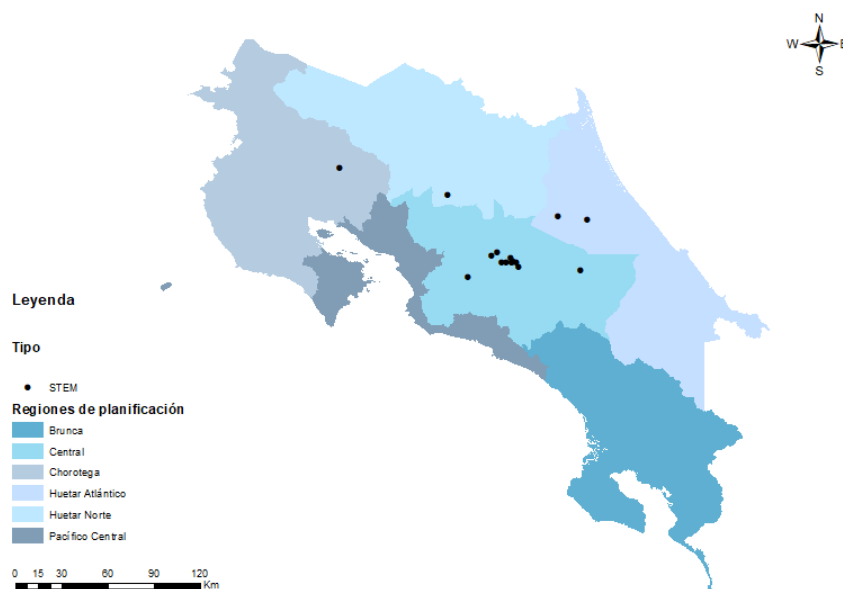 N
W E
S
Leyenda
Tipo
STEM
Regiones de planificación
Brunca
Central
Chorotega
Huetar Atlántico
Huetar Norte
Pacífico Central
0 15 30 60 90 120
Km